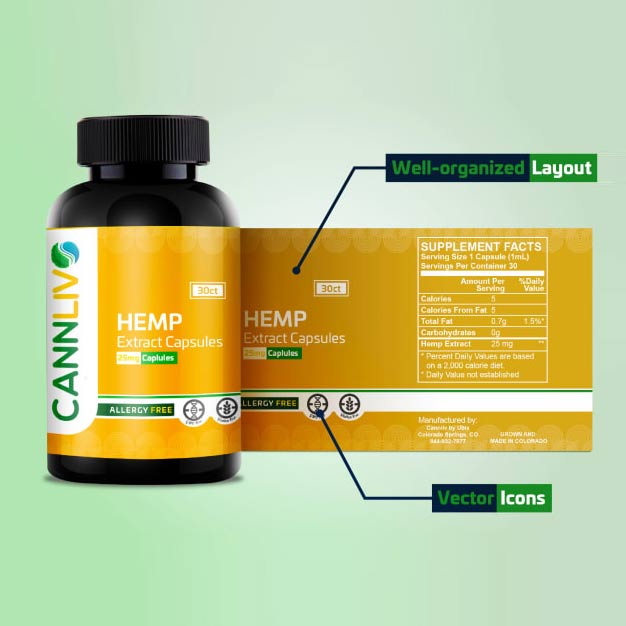 Well-organized Layout
CANNLIV
30ct
HEMP
Extract Capsules
25mg Caplules
ALLERGY FREE
30ct
HEMP
Extract Capsules
25mg Caplules
ALLERGY FREE
SUPPLEMENT FACTS
Serving Size 1 Capsule (1mL)
Servings Per Container 30
Amount Per Serving %Daily Value
Calories 5
Calories From Fat 5
Total Fat 0.7g 1.5%*
Carbohydrates 0g
Hemp Extract 25 mg **
* Percent Daily Values are based
on a 2,000 calorie diet.
* Daily Value not established
Manufactured by:
Colorado Springs, CO
GROWN AND
MADE IN COLORADO
Vector Icons